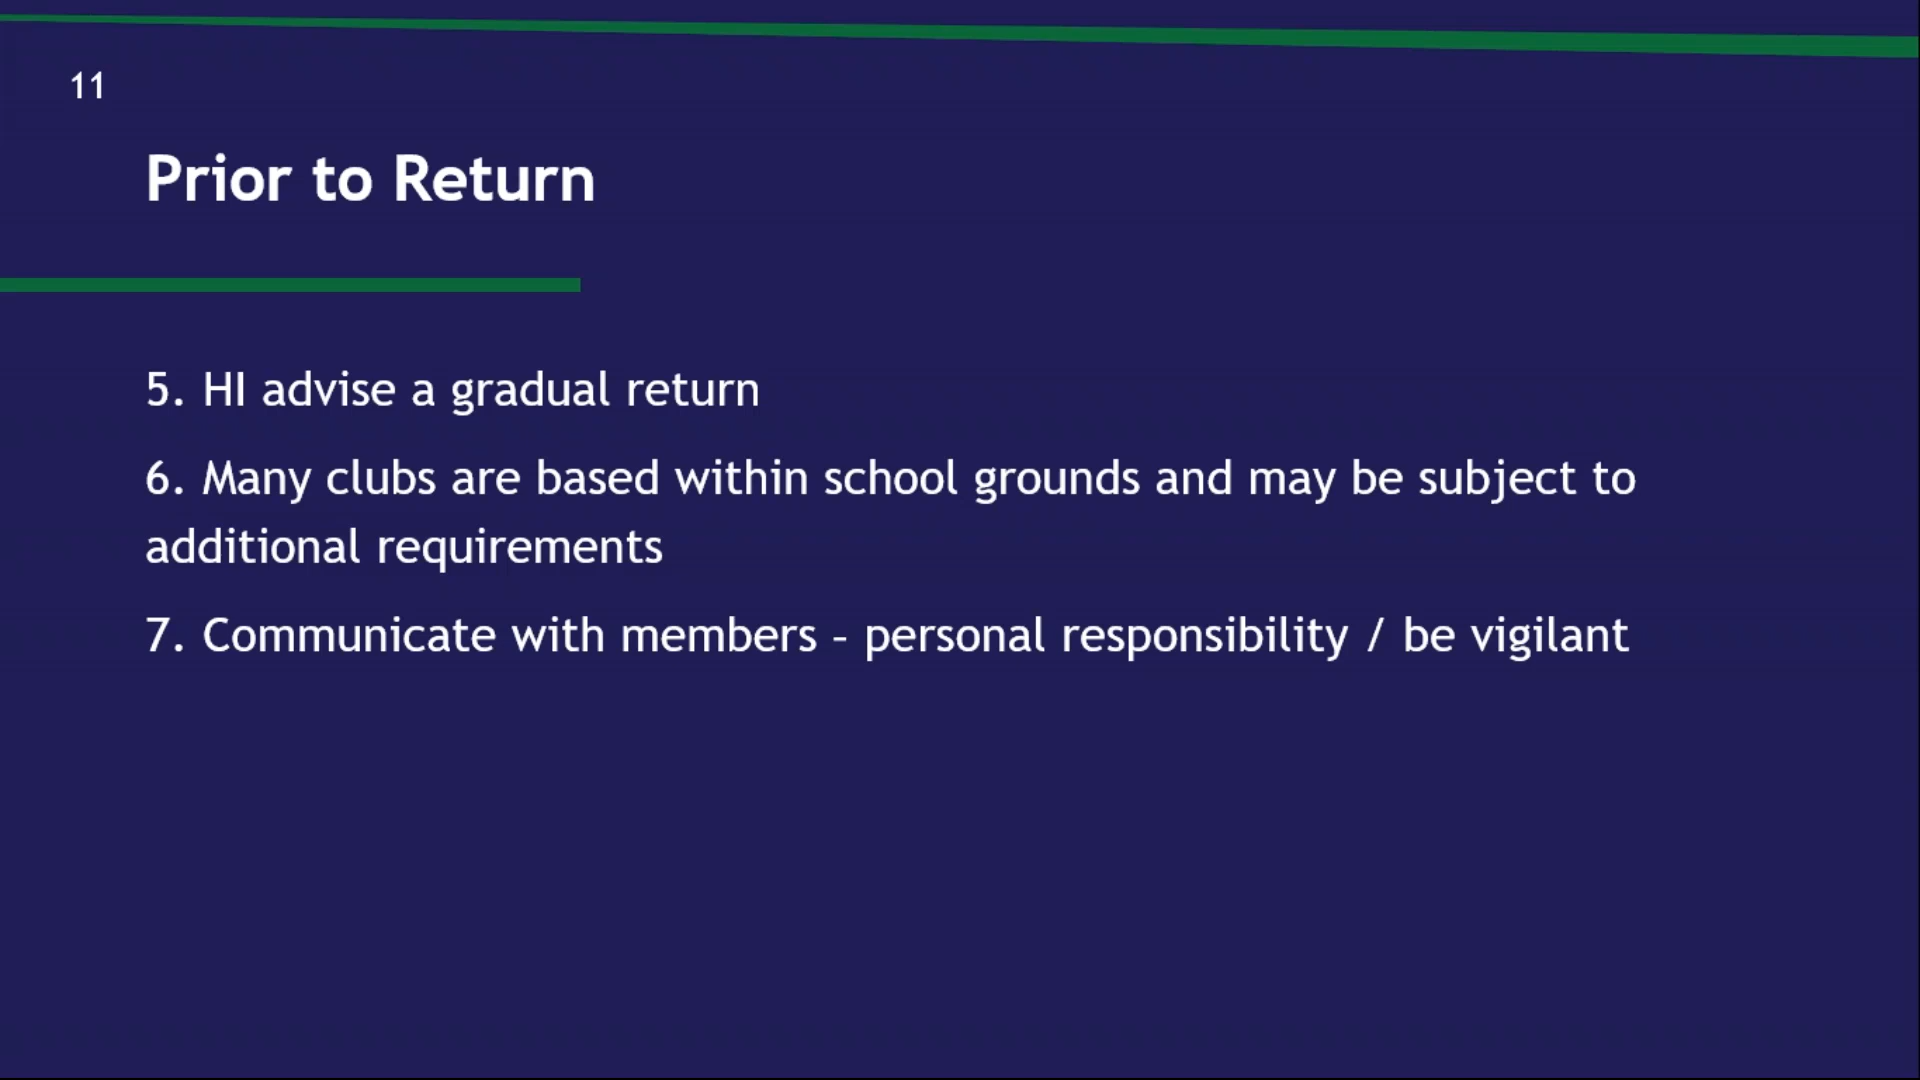 11
Prior to Return
5. HI advise a gradual return
6. Many clubs are based within school grounds and may be subject to
additional requirements
7. Communicate with members – personal responsibility / be vigilant